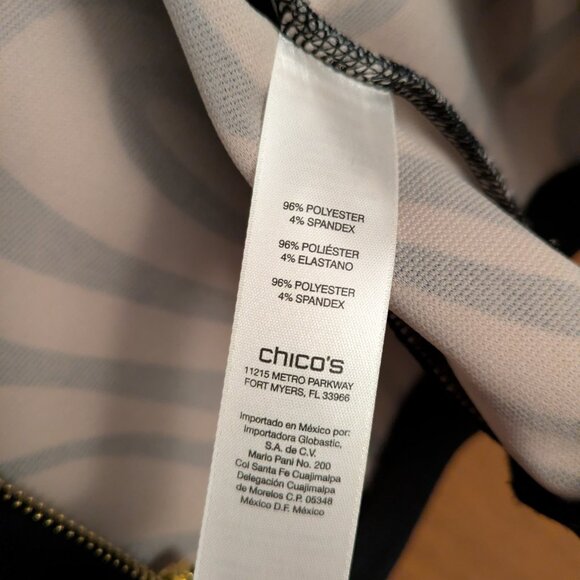 96% POLYESTER
4% SPANDEX
96% POLIÉSTER
4% ELASTANO
96% POLYESTER
4% SPANDEX
chico's
11215 METRO PARKWAY
FORT MYERS, FL 33966
Importado en México por:
Importadora Globastic,
S.A. de C.V.
Mario Pani No. 200
Col Santa Fe Cuajimalpa
Delegación Cuajimalpa
de Morelos C.P. 05348
México D.F. México